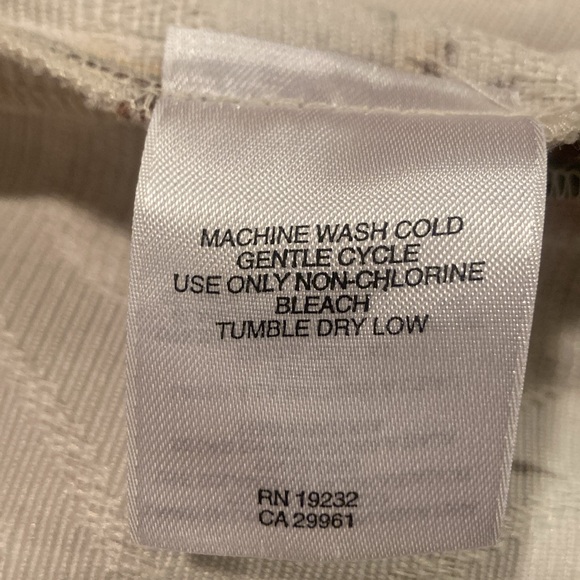 MACHINE WASH COLD
GENTLE CYCLE
USE ONLY NON-CHLORINE
BLEACH
TUMBLE DRY LOW
RN 19232
CA 29961